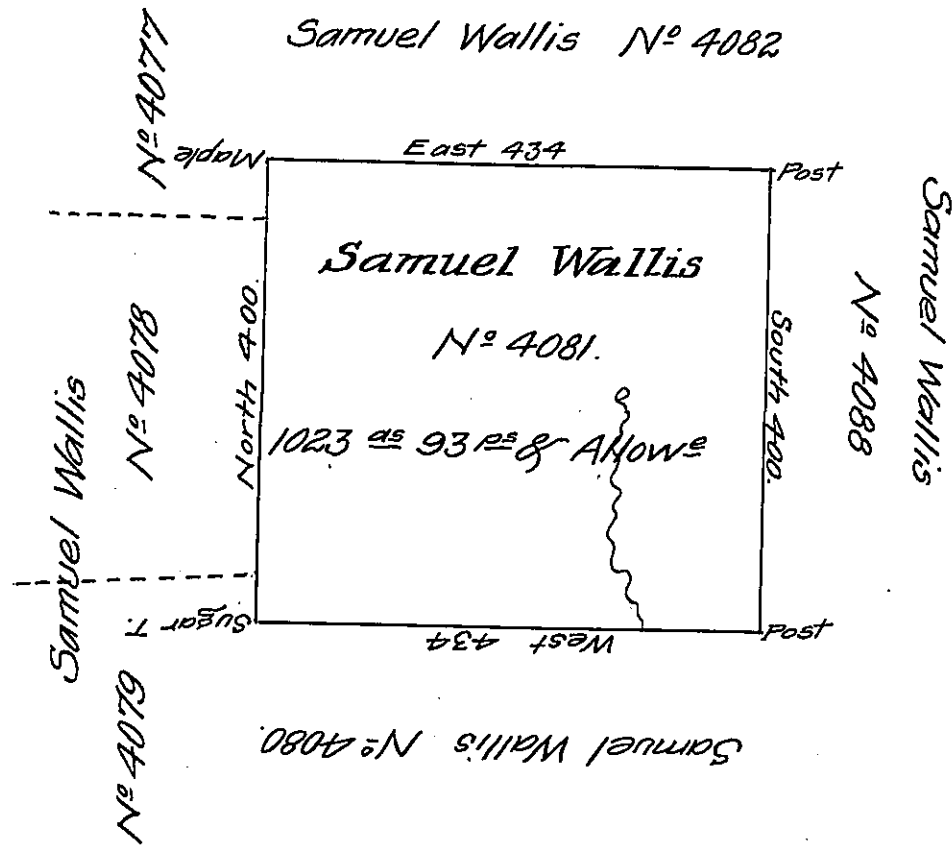 Samuel Wallis Nº 4082
Nº 4077
Maple
East 434
Post
Samuel Wallis
Nº 4081.
1023 as 93 ps & Allowe
North 400.
South 400.
Nº 4078
Samuel Wallis
Nº 4088
Samuel Wallis
Sugar T.
West 434
Post
Nº 4079
Samuel Wallis Nº 4080.